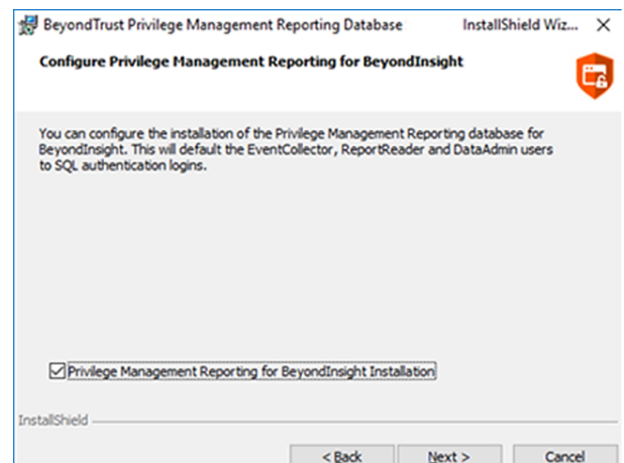 BeyondTrust Privilege Management Reporting Database InstallShield Wiz...
Configure Privilege Management Reporting for BeyondInsight
You can configure the installation of the Privilege Management Reporting database for
BeyondInsight. This will default the EventCollector, ReportReader and DataAdmin users
to SQL authentication logins.
Privilege Management Reporting for BeyondInsight Installation
InstallShield
< Back Next > Cancel